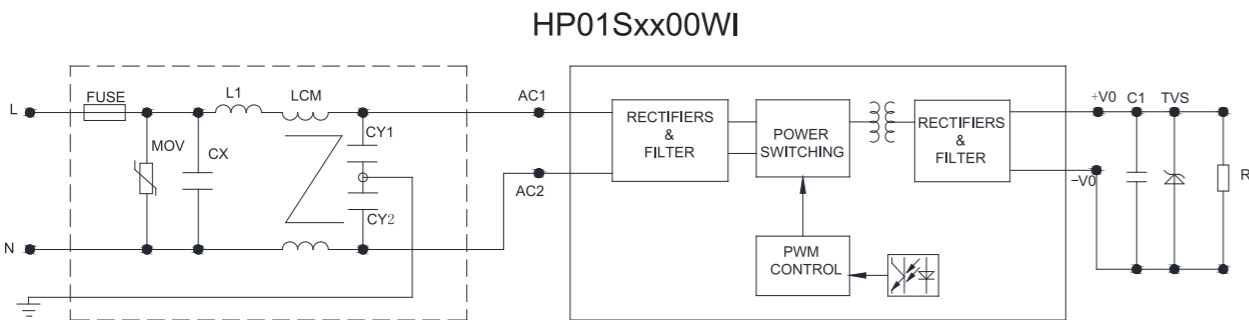 HP01Sxx00WI
L
FUSE
L1
LCM
MOV
CX
CY1
CY2
N
AC1
AC2
RECTIFIERS
&
FILTER
POWER
SWITCHING
RECTIFIERS
&
FILTER
PWM
CONTROL
+V0
C1
TVS
−V0
R